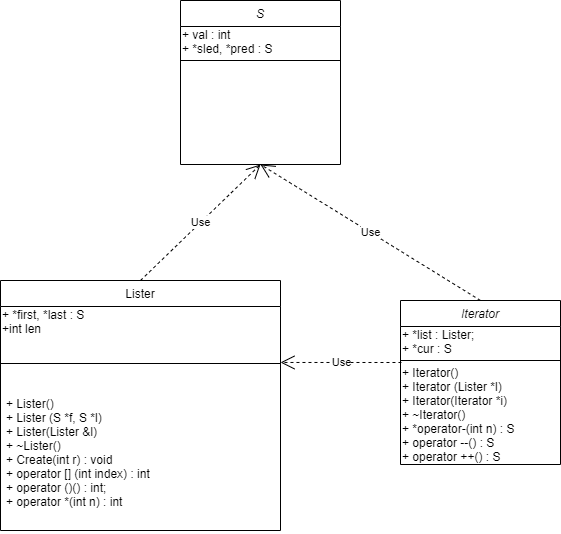 S
+ val : int
+ *sled, *pred : S
Use
Use
Lister
+ *first, *last : S
+int len
Iterator
+ *list : Lister;
+ *cur : S
Use
+ Iterator()
+ Iterator (Lister *l)
+ Iterator(Iterator *i)
+ ~Iterator()
+ *operator-(int n) : S
+ operator --() : S
+ operator ++() : S
+ Lister()
+ Lister (S *f, S *l)
+ Lister(Lister &l)
+ ~Lister()
+ Create(int r) : void
+ operator [] (int index) : int
+ operator ()() : int;
+ operator *(int n) : int